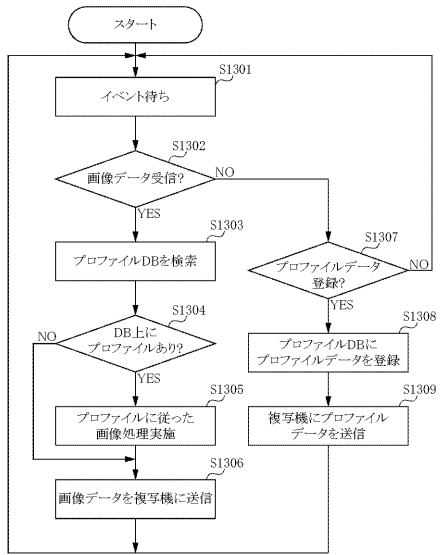 スタート
S1301
イベント待ち
S1302
画像データ受信?
NO
YES
S1303
プロファイルDBを検索
S1304
NO
DB上に
プロファイルあり?
YES
S1305
プロファイルに従った
画像処理実施
S1306
画像データを複写機に送信
S1307
プロファイルデータ
登録?
NO
YES
S1308
プロファイルDBに
プロファイルデータを登録
S1309
複写機にプロファイル
データを送信